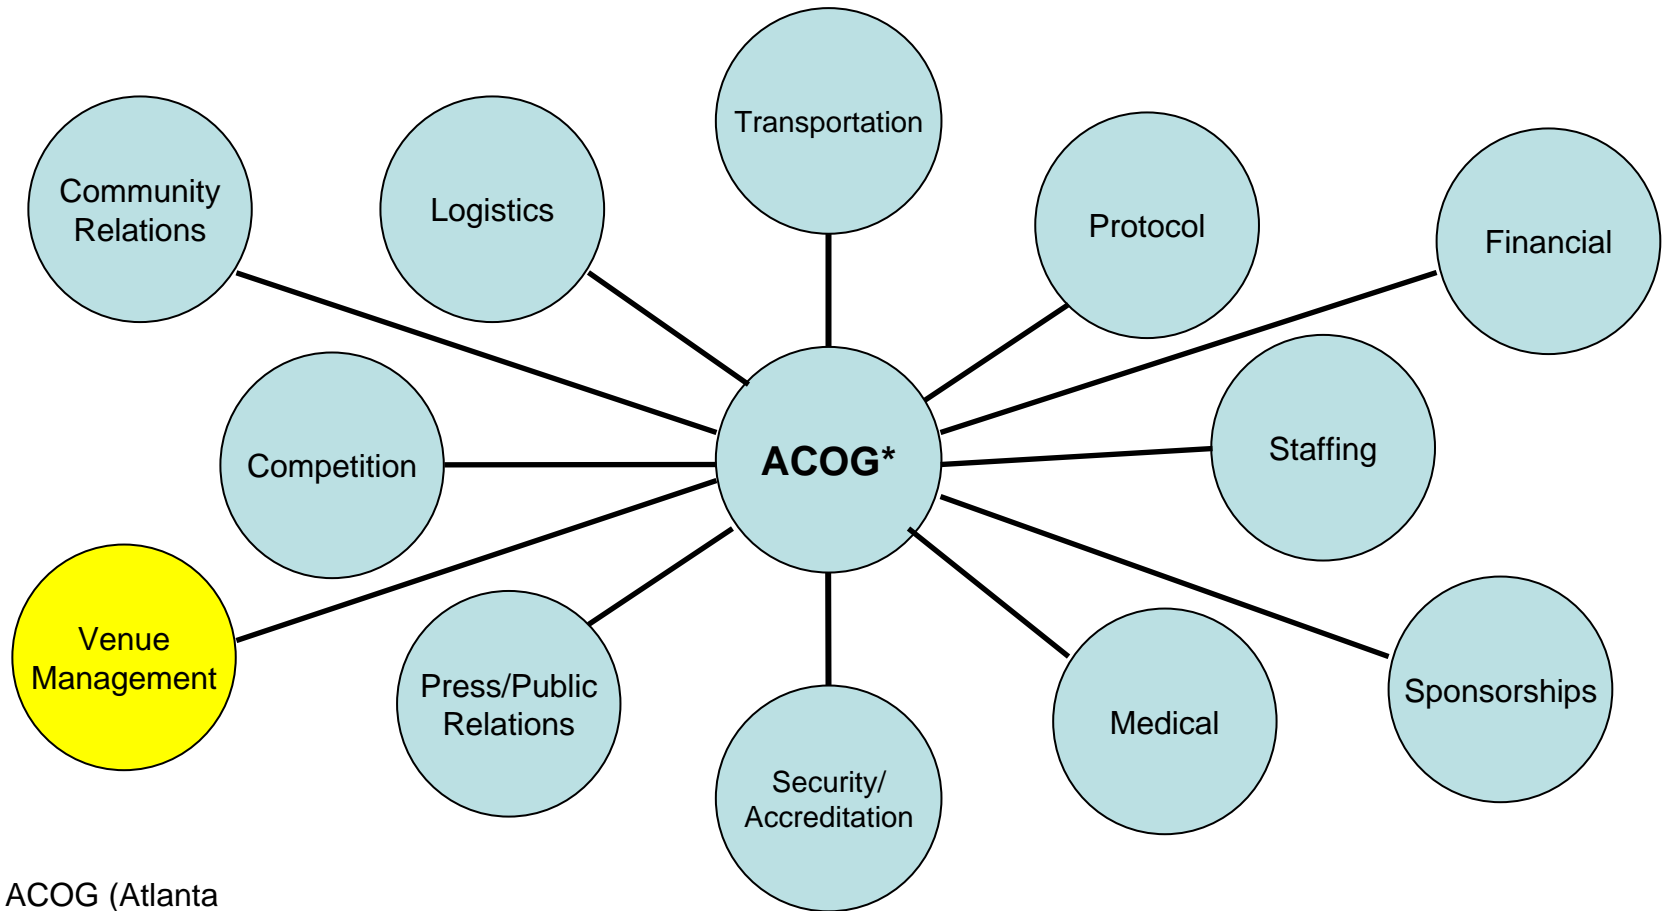 Transportation
Community
Relations
Logistics
Protocol
Financial
Competition
ACOG*
Staffing
Venue
Management
Press/Public
Relations
Security/
Accreditation
Medical
Sponsorships
ACOG (Atlanta